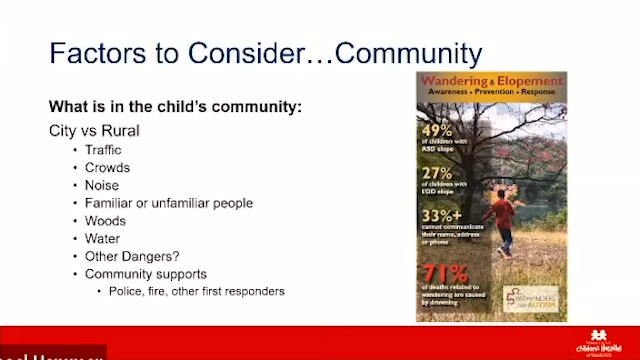 Factors to Consider…Community
What is in the child's community:
City vs Rural
• Traffic
• Crowds
• Noise
• Familiar or unfamiliar people
• Woods
• Water
• Other Dangers?
• Community supports
• Police, fire, other first responders
Wandering & Elopement
Awareness • Prevention • Response
49%
of children with
ASD elope
27%
of children with
I/DD elope
33%+
cannot communicate
their name, address
or phone
71%
of deaths related to
wandering are caused
by drowning
PATHFINDERS
FOR AUTISM